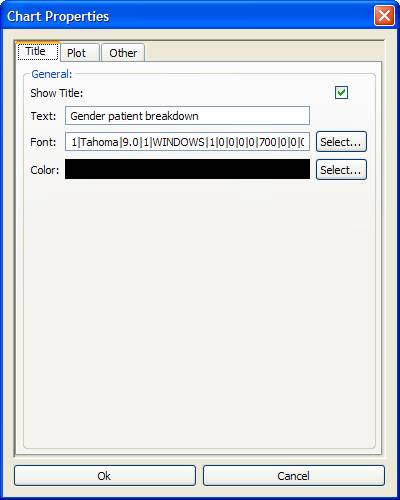 Chart Properties
Title Plot Other
General:
Show Title:
Text: Gender patient breakdown
Font: 1|Tahoma|9.0|1|WINDOWS|1|0|0|0|0|700|0|0|0 Select...
Color: Select...
Ok Cancel